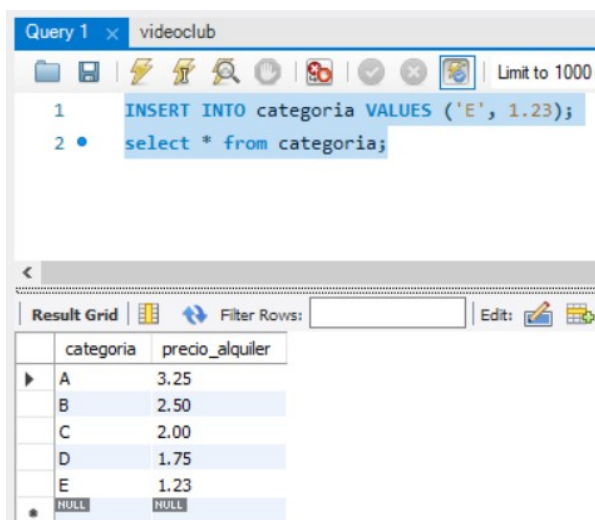 Query 1 × videoclub
Limit to 1000
1 INSERT INTO categoria VALUES ('E', 1.23);
2 select * from categoria;
Result Grid Filter Rows: Edit:
categoria precio_alquiler
A 3.25
B 2.50
C 2.00
D 1.75
E 1.23
NULL NULL